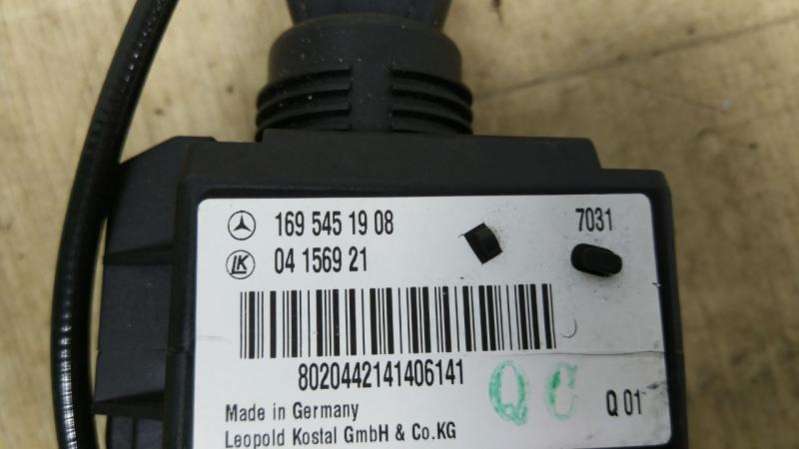 169 545 19 08
7031
LK
04 1569 21
8020442141406141
QC
Q 01
Made in Germany
Leopold Kostal GmbH & Co.KG